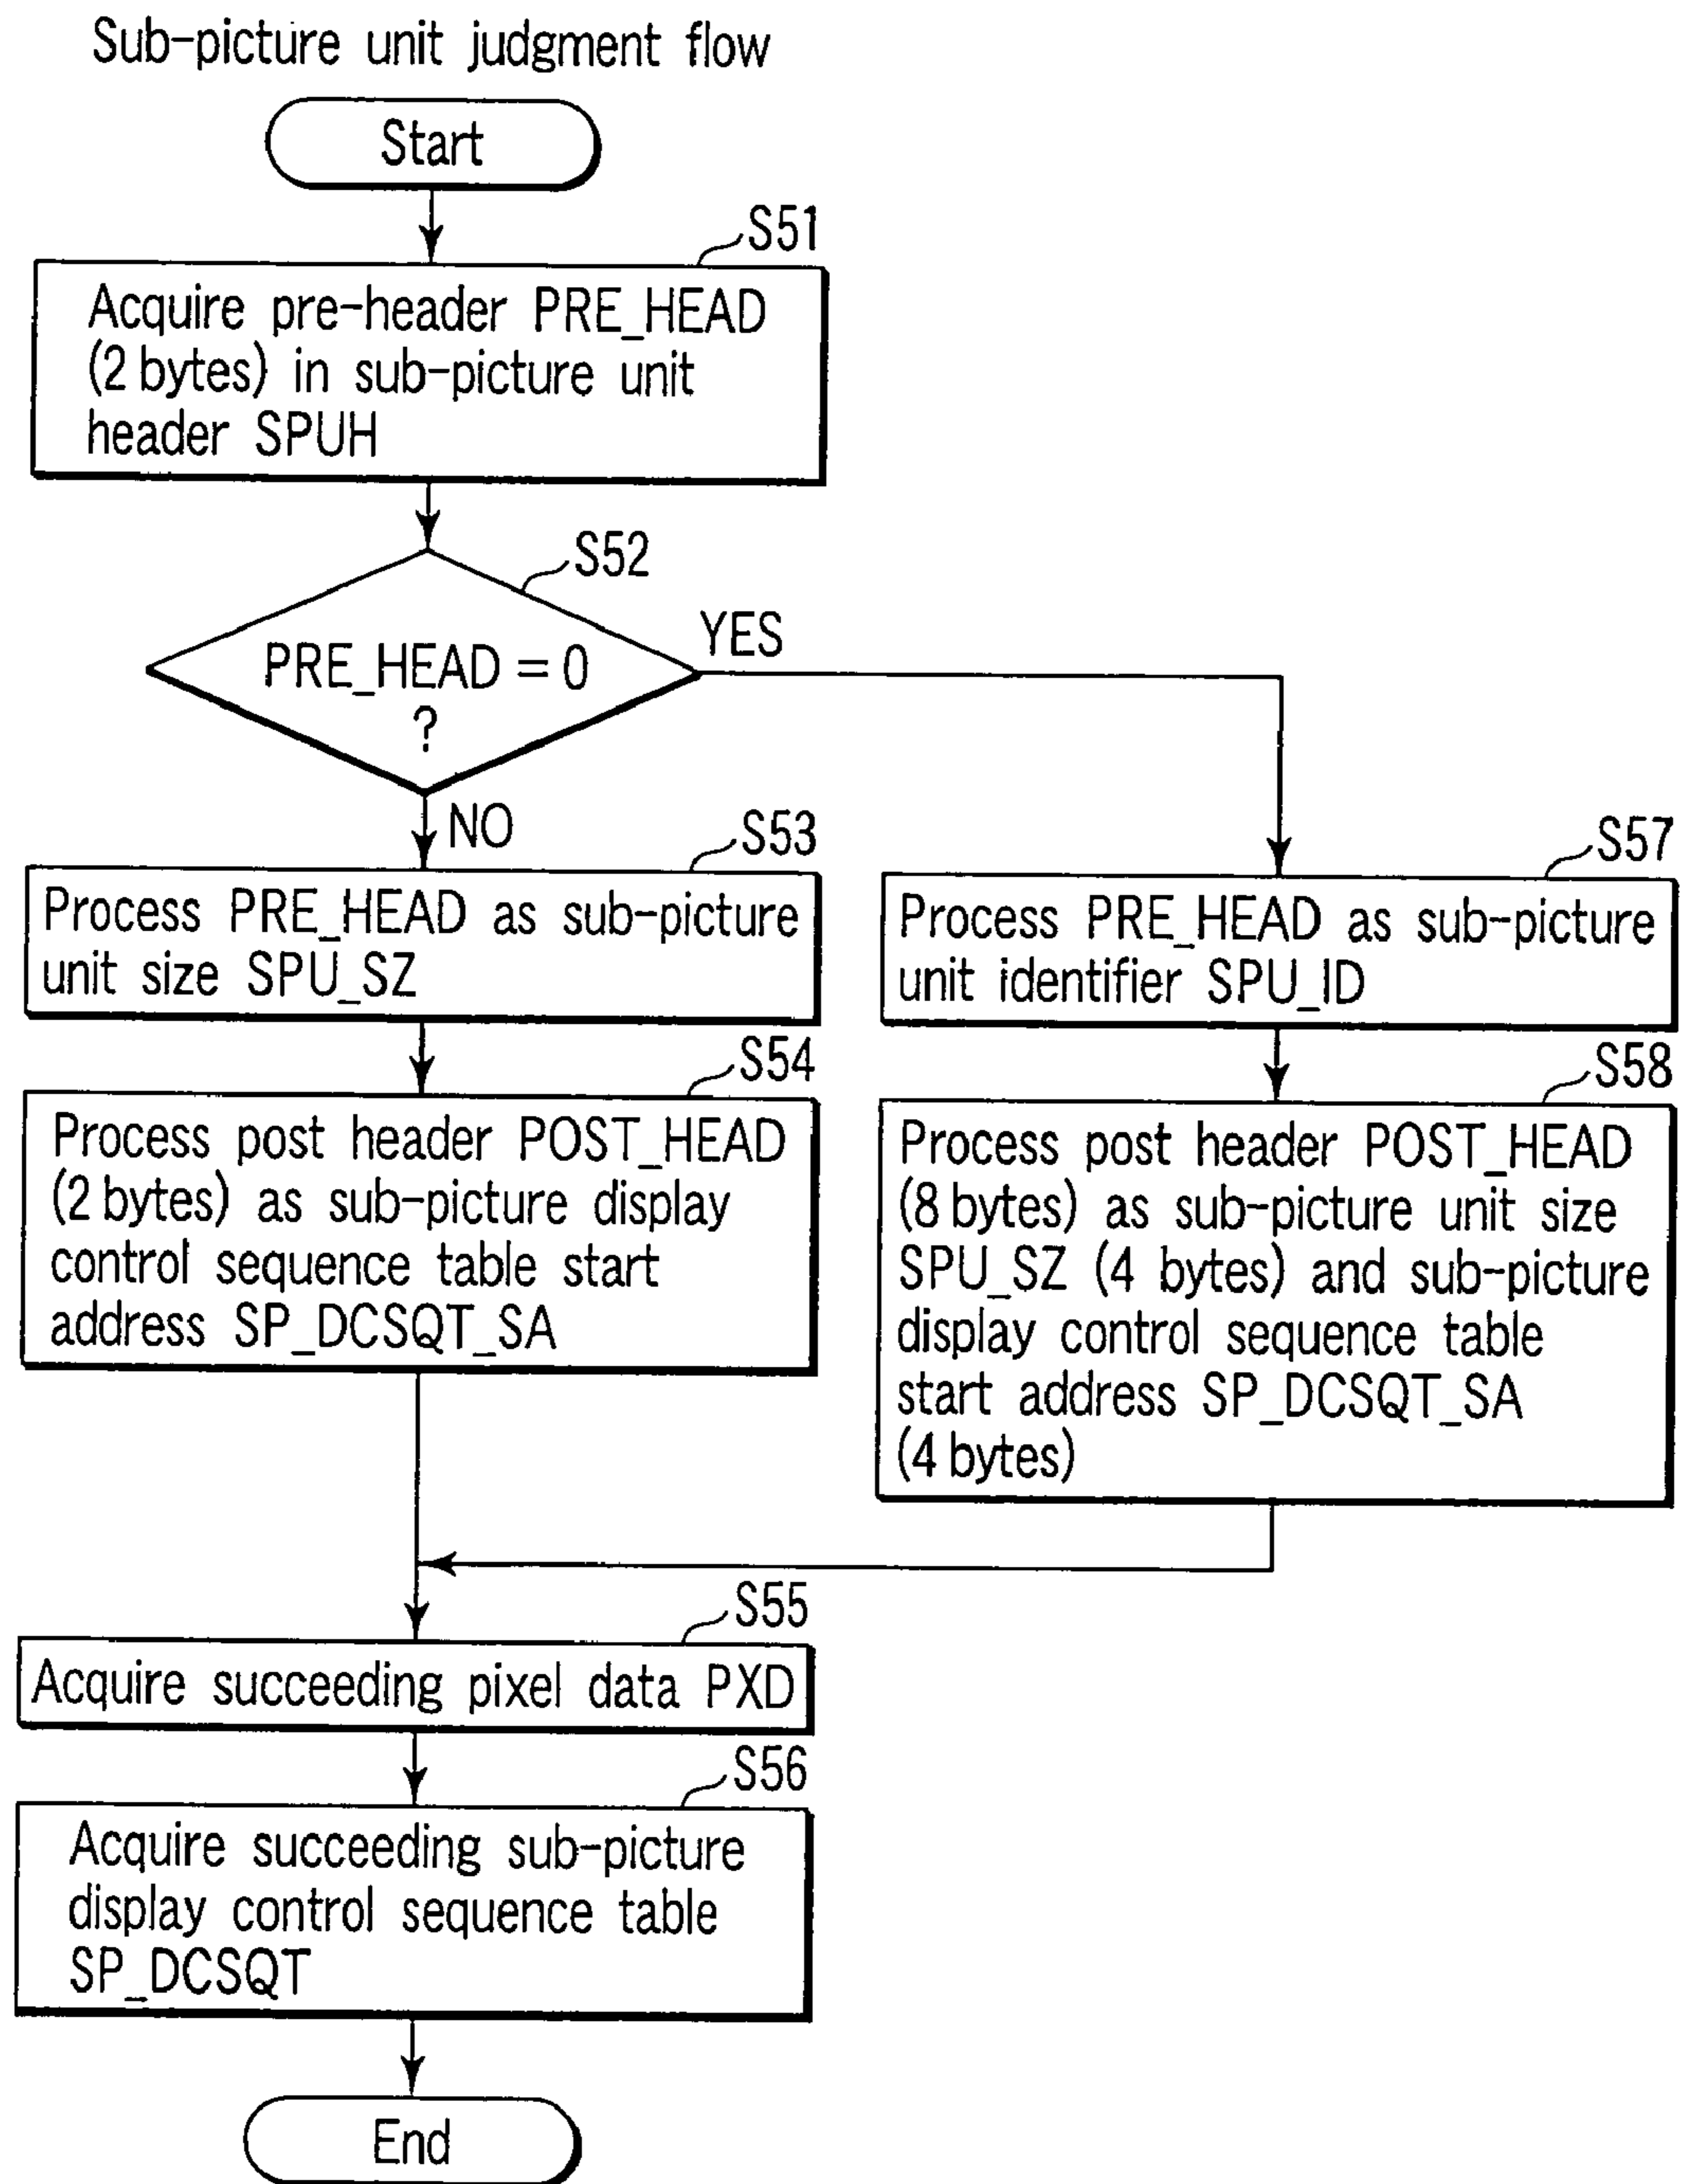 Sub-picture unit judgment flow
Start
S51
Acquire pre-header PRE_HEAD
(2 bytes) in sub-picture unit
header SPUH
S52
PRE_HEAD = 0
?
YES
NO
S53
Process PRE_HEAD as sub-picture
unit size SPU_SZ
S57
Process PRE_HEAD as sub-picture
unit identifier SPU_ID
S54
Process post header POST_HEAD
(2 bytes) as sub-picture display
control sequence table start
address SP_DCSQT_SA
S58
Process post header POST_HEAD
(8 bytes) as sub-picture unit size
SPU_SZ (4 bytes) and sub-picture
display control sequence table
start address SP_DCSQT_SA
(4 bytes)
S55
Acquire succeeding pixel data PXD
S56
Acquire succeeding sub-picture
display control sequence table
SP_DCSQT
End